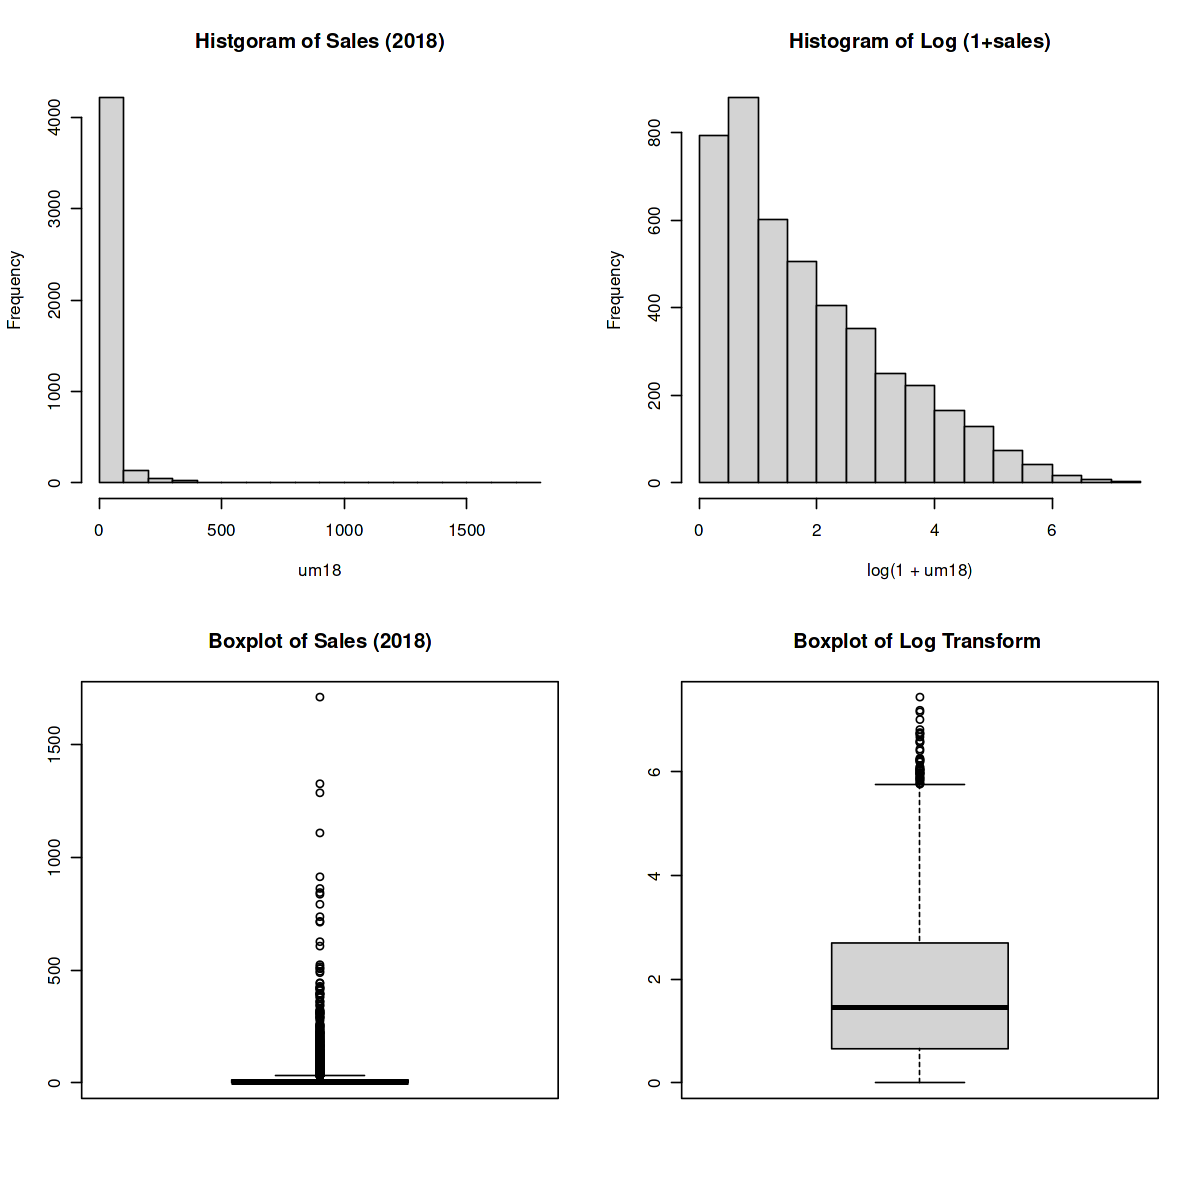 Histgoram of Sales (2018)
Frequency
4000
3000
2000
1000
0
0 500 1000 1500
um18
Histogram of Log (1+sales)
Frequency
800
600
400
200
0
0 2 4 6
log(1 + um18)
Boxplot of Sales (2018)
1500
1000
500
0
Boxplot of Log Transform
6
4
2
0